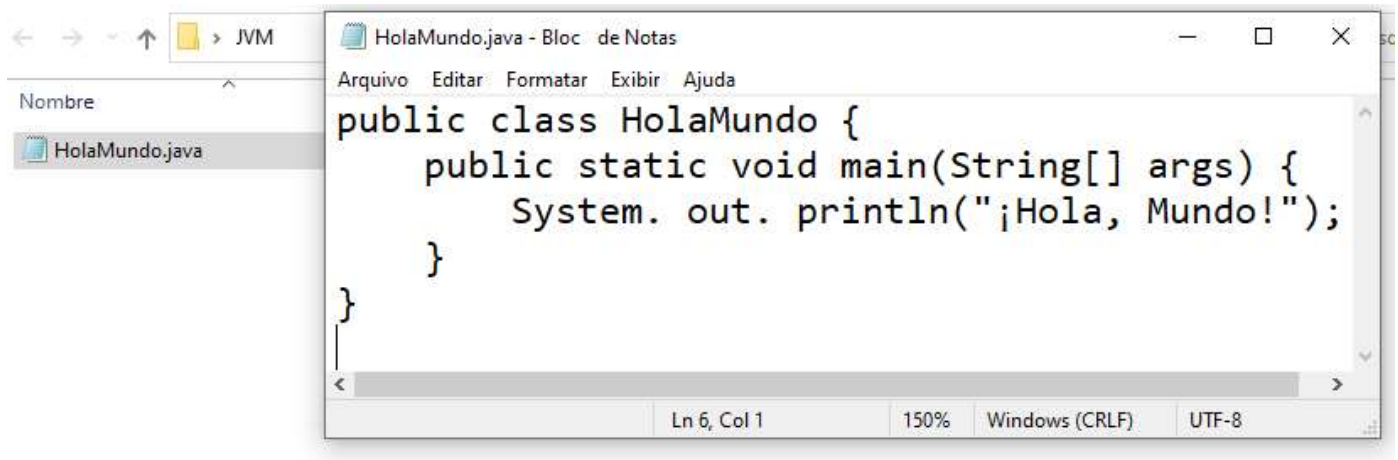 JVM
Nombre
HolaMundo.java
HolaMundo.java - Bloc de Notas
Arquivo Editar Formatar Exibir Ajuda
public class HolaMundo {
    public static void main(String[] args) {
        System. out. println("¡Hola, Mundo!");
    }
}
Ln 6, Col 1 150% Windows (CRLF) UTF-8